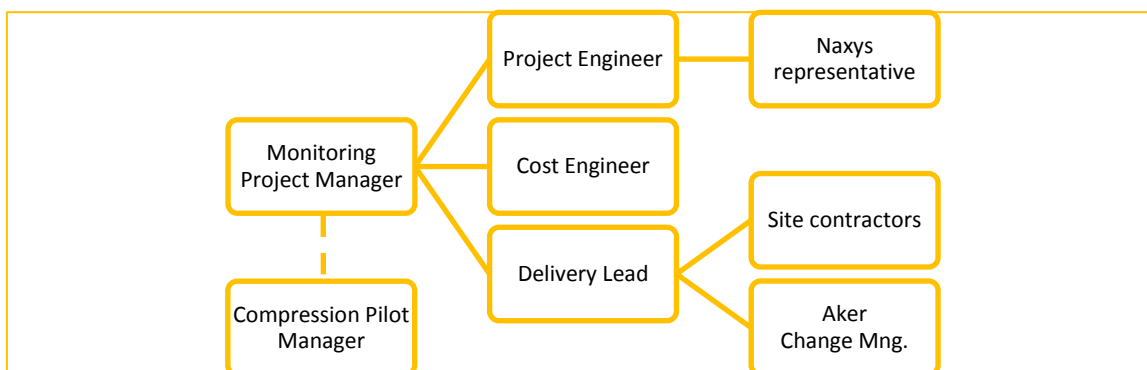 Project Engineer
Naxys
representative
Monitoring
Project Manager
Cost Engineer
Site contractors
Delivery Lead
Compression Pilot
Manager
Aker
Change Mng.